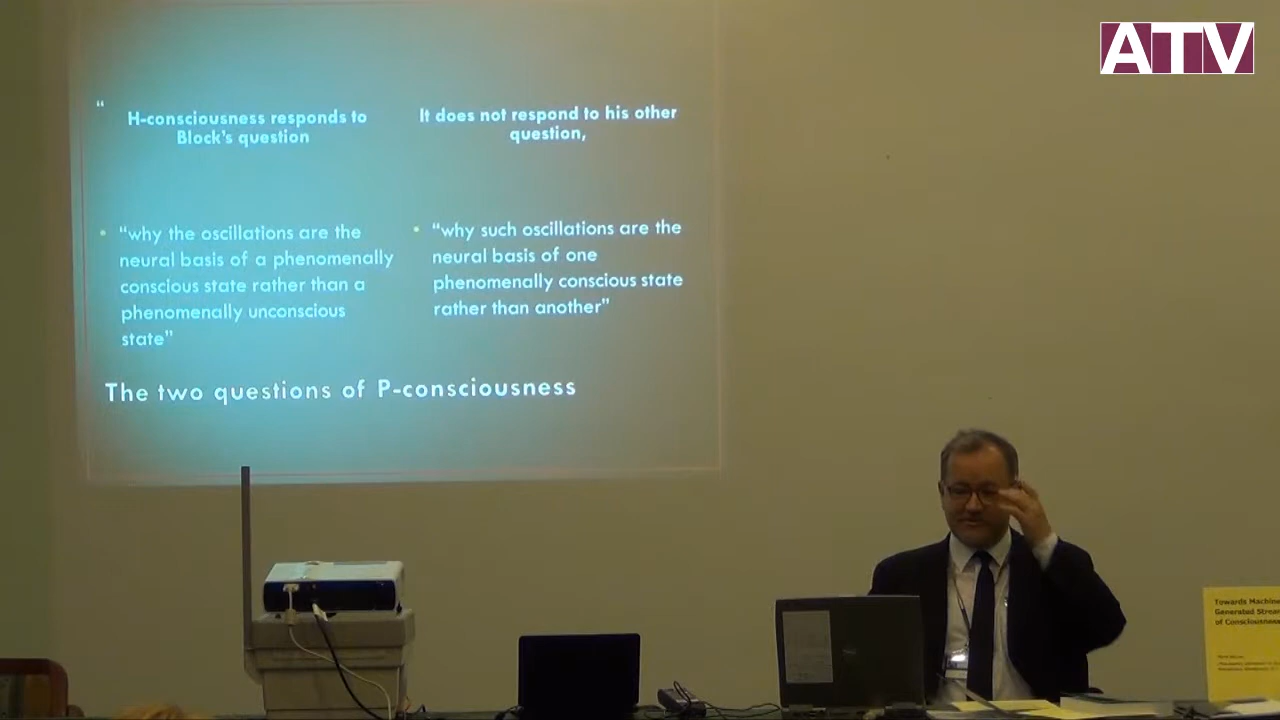 ATV
“
H-consciousness responds to
Block's question
It does not respond to his other
question,
• “why the oscillations are the
neural basis of a phenomenally
conscious state rather than a
phenomenally unconscious
state”
• “why such oscillations are the
neural basis of one
phenomenally conscious state
rather than another”
The two questions of P-consciousness
Towards Machine
Generated Strea
of Consciousness